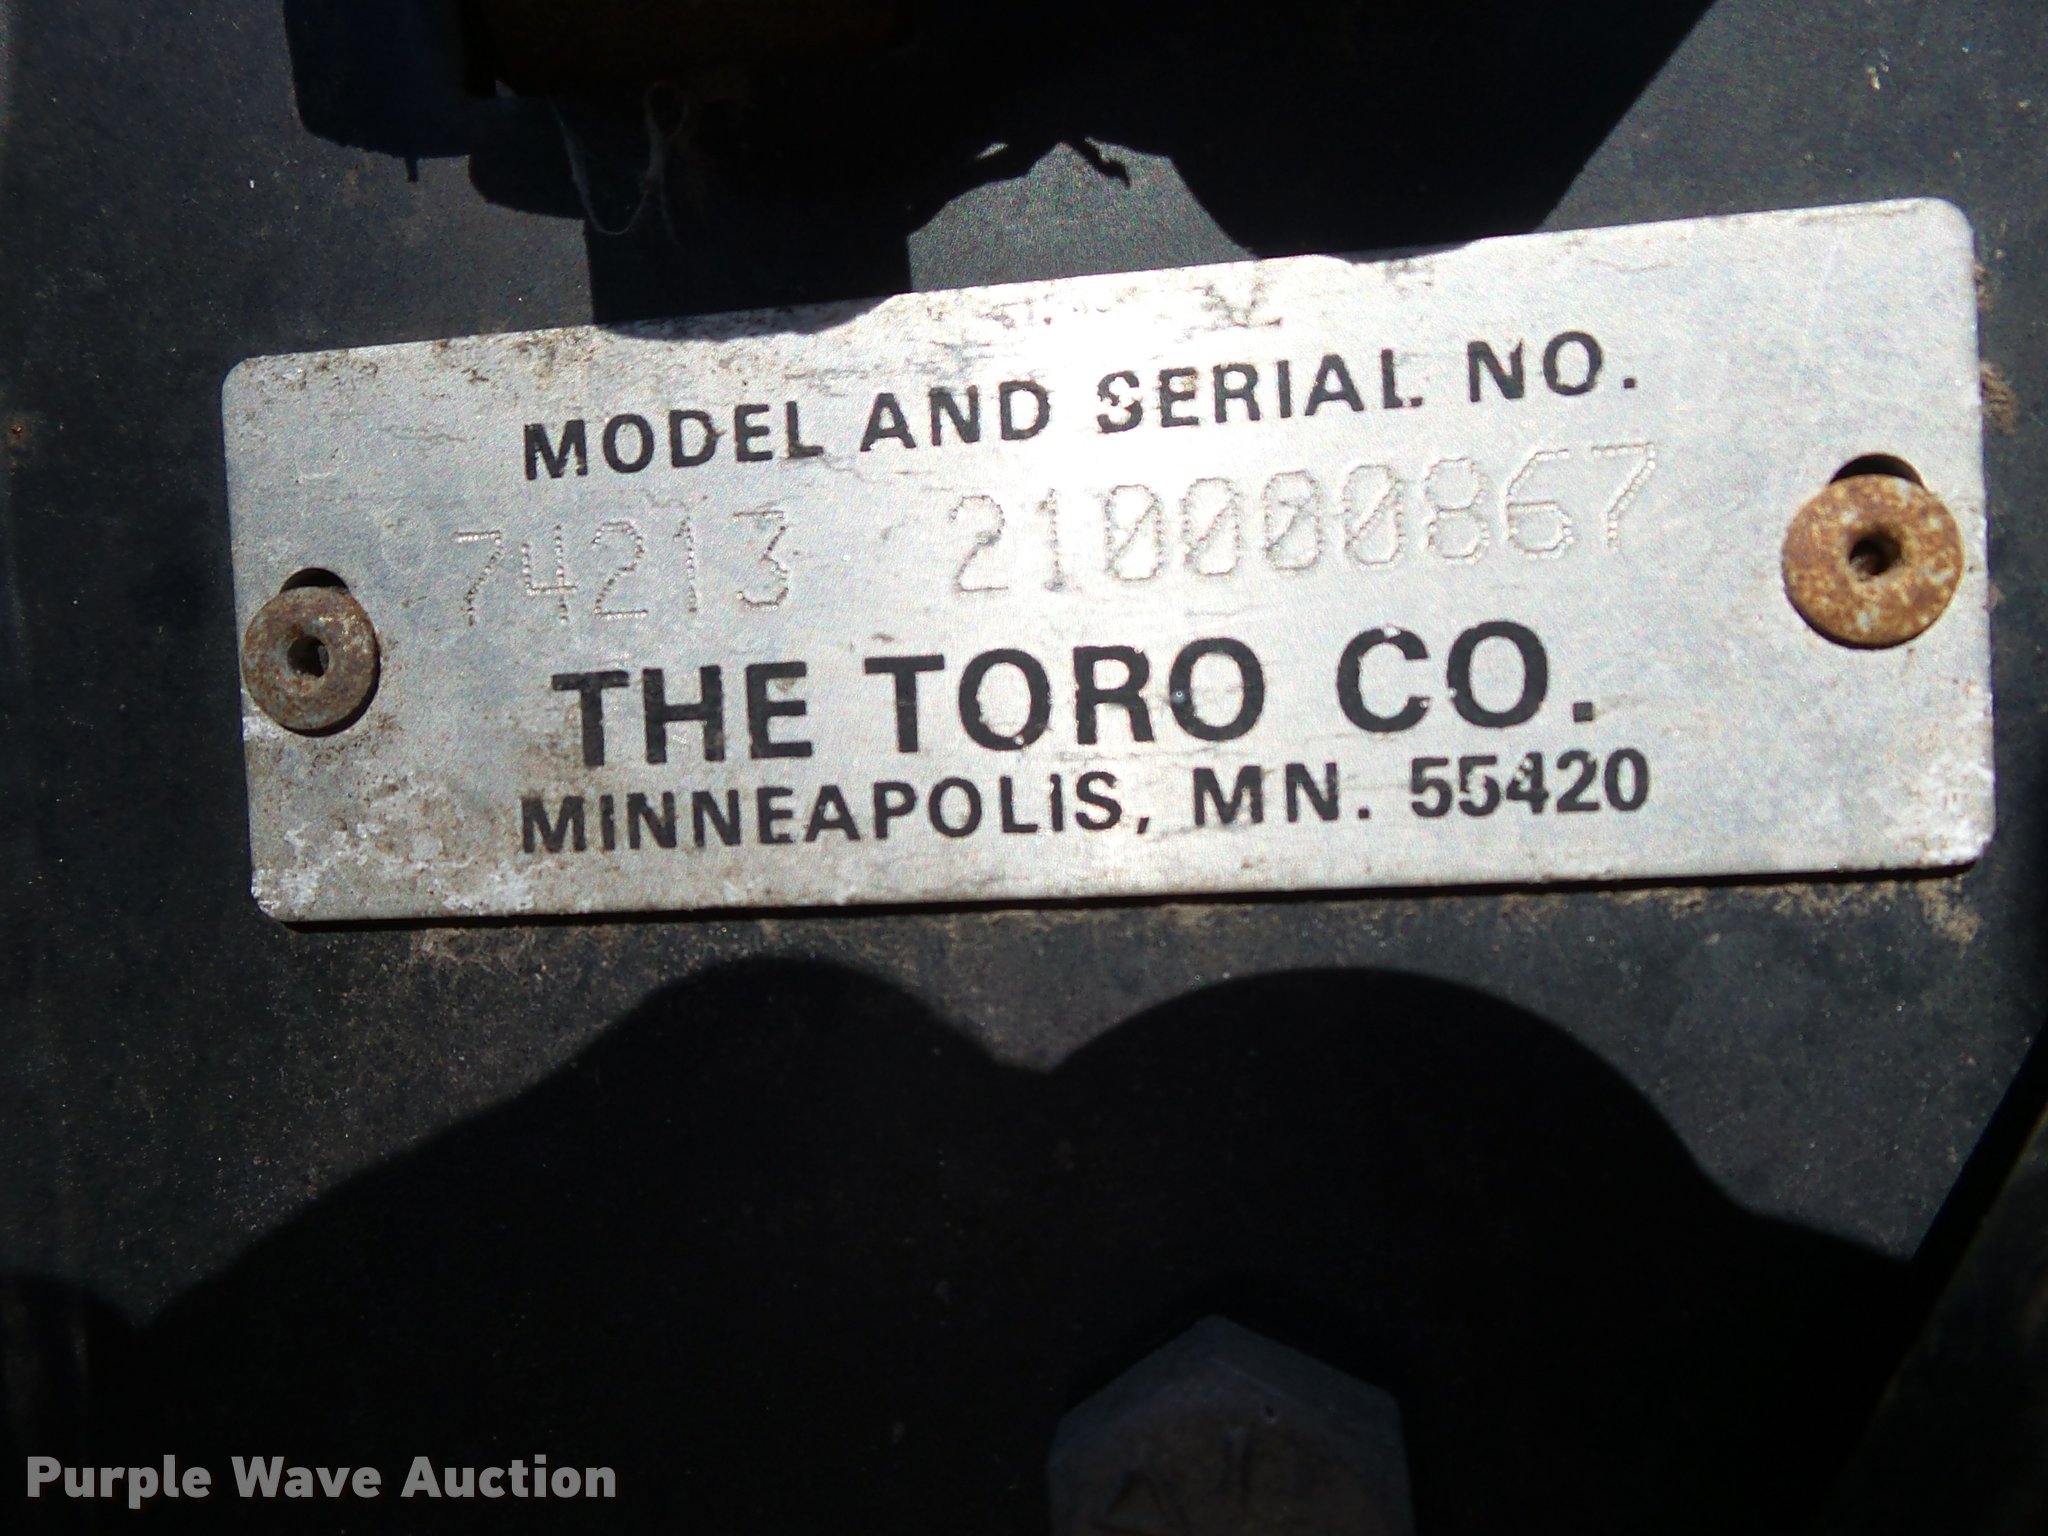 MODEL AND SERIAL NO.
74213 210000867
THE TORO CO.
MINNEAPOLIS, MN. 55420
Purple Wave Auction